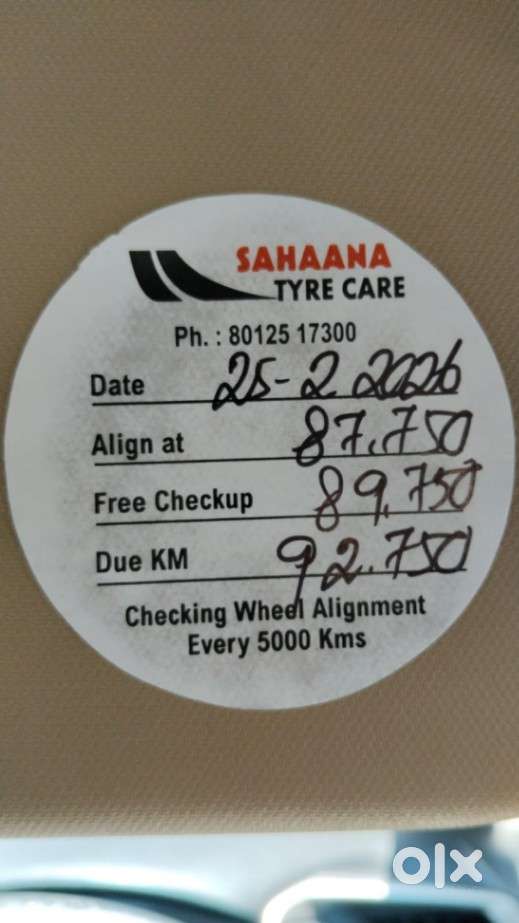 SAHAANA
TYRE CARE
Ph. : 80125 17300
Date 25-2 2026
Align at 87.750
Free Checkup 89,750
Due KM 92.750
Checking Wheel Alignment
Every 5000 Kms
OLX